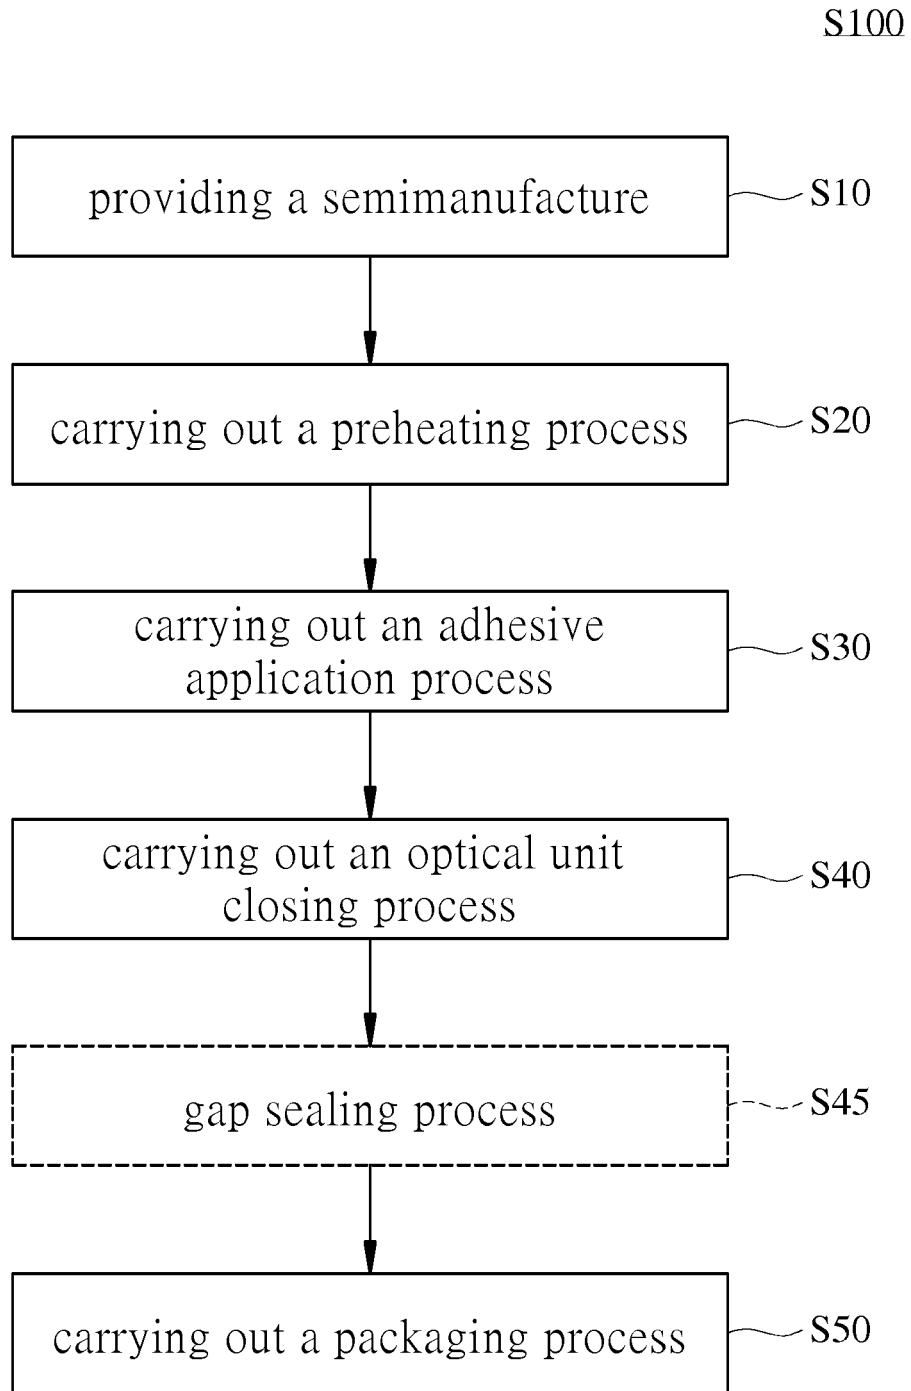 S100
providing a semimanufacture
S10
carrying out a preheating process
S20
carrying out an adhesive
application process
S30
carrying out an optical unit
closing process
S40
gap sealing process
S45
carrying out a packaging process
S50